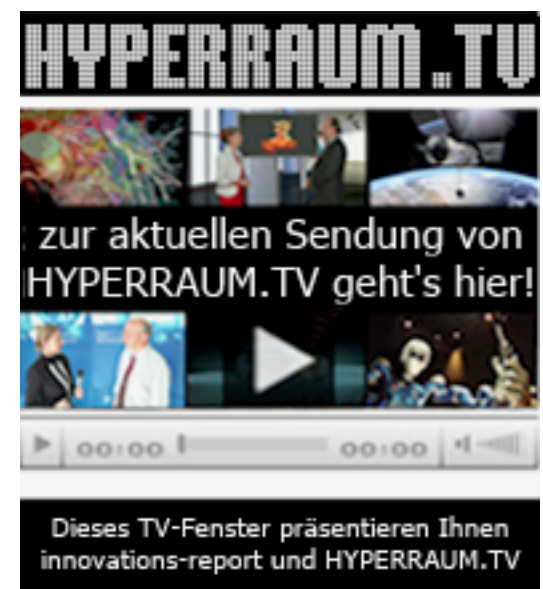 HYPERRAUM.TV
: zur aktuellen Sendung von
HYPERRAUM.TV geht's hier!
00:00 00:00
Dieses TV-Fenster präsentieren Ihnen
innovations-report und HYPERRAUM.TV